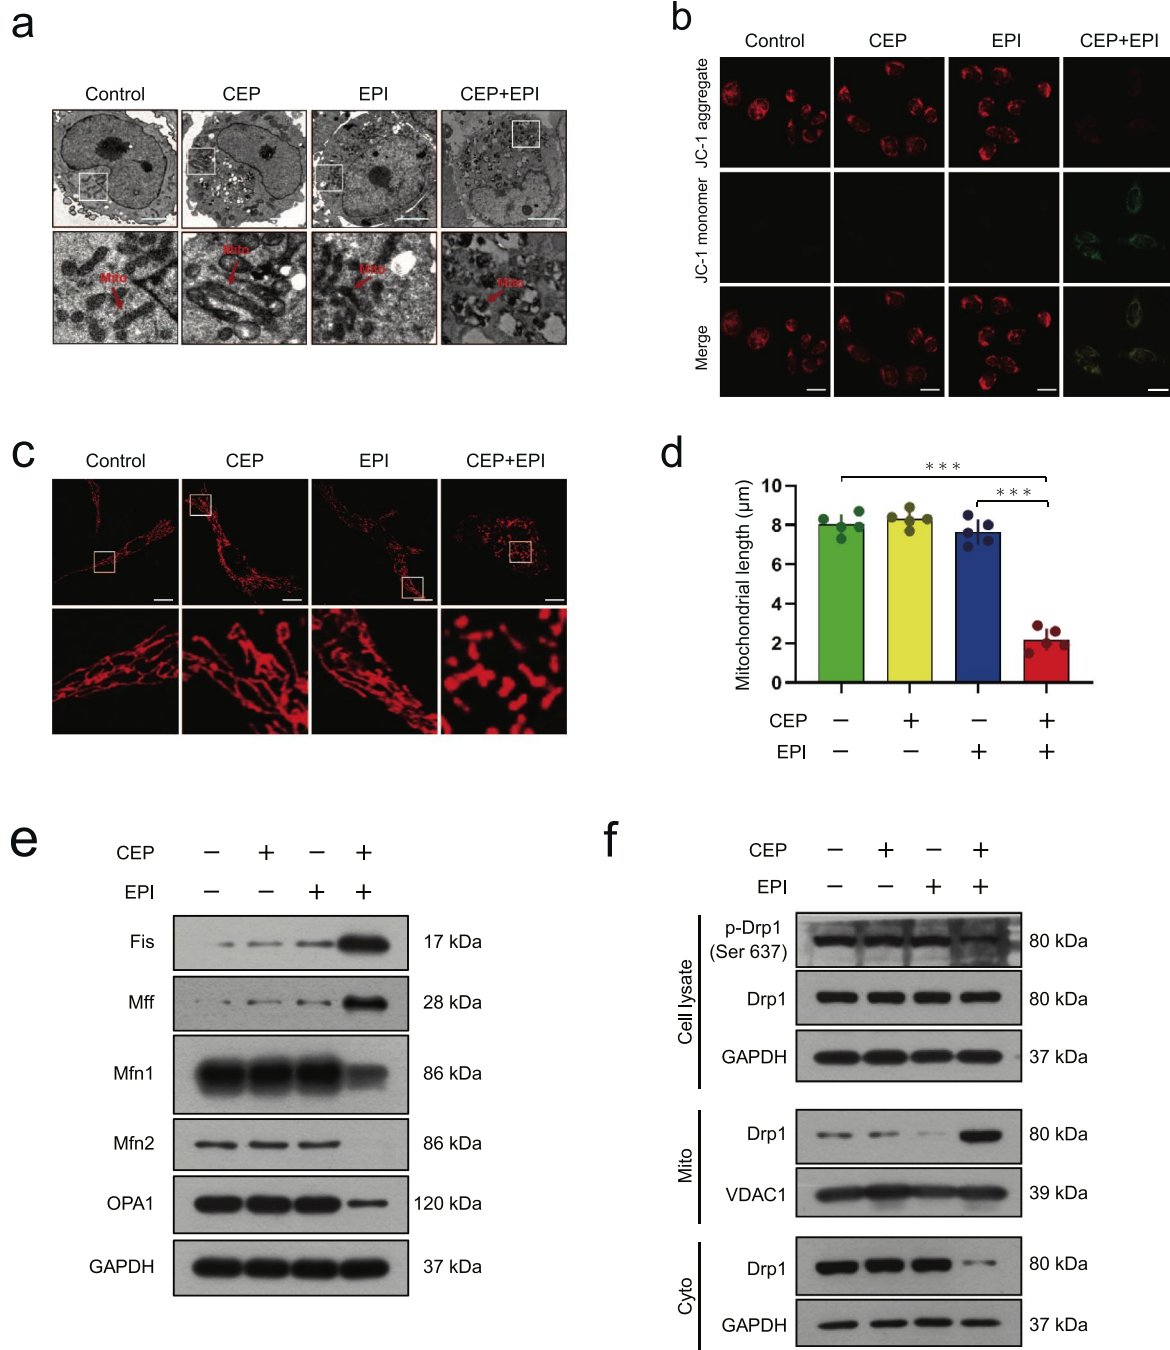 a
Control CEP EPI CEP+EPI
Mito Mito Mito Mito
b
Control CEP EPI CEP+EPI
JC-1 aggregate
JC-1 monomer
Merge
c
Control CEP EPI CEP+EPI
d
*** 
***
Mitochondrial length (μm)
10
8
6
4
2
0
CEP − + − +
EPI − − + +
e
CEP − + − +
EPI − − + +
Fis 17 kDa
Mff 28 kDa
Mfn1 86 kDa
Mfn2 86 kDa
OPA1 120 kDa
GAPDH 37 kDa
f
CEP − + − +
EPI − − + +
Cell lysate
p-Drp1
(Ser 637) 80 kDa
Drp1 80 kDa
GAPDH 37 kDa
Mito
Drp1 80 kDa
VDAC1 39 kDa
Cyto
Drp1 80 kDa
GAPDH 37 kDa